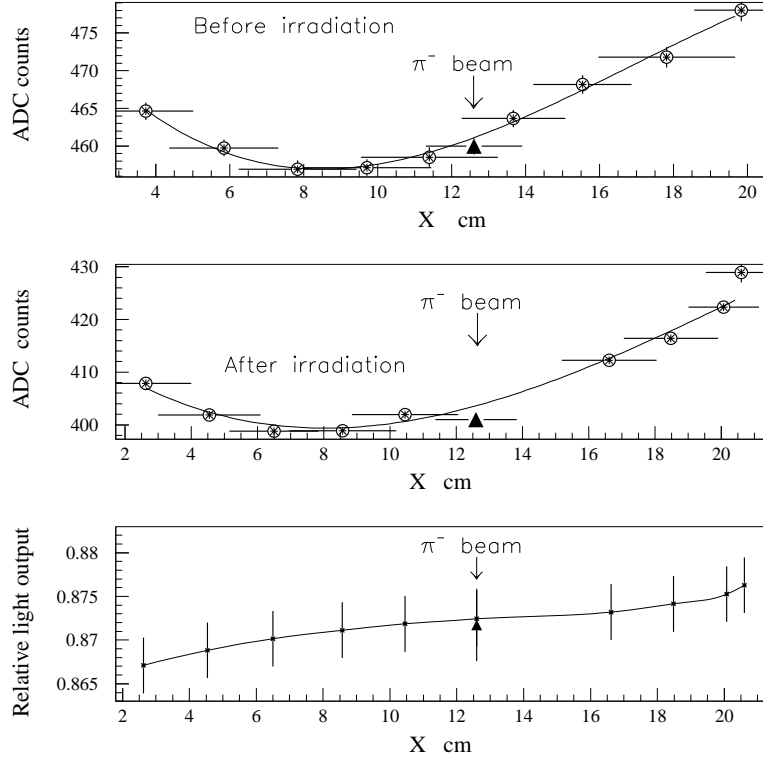 Before irradiation
π⁻ beam
ADC counts
475
470
465
460
4 6 8 10 12 14 16 18 20
X cm
430
420
410
400
π⁻ beam
After irradiation
ADC counts
2 4 6 8 10 12 14 16 18 20
X cm
0.88
0.875
0.87
0.865
π⁻ beam
Relative light output
2 4 6 8 10 12 14 16 18 20
X cm